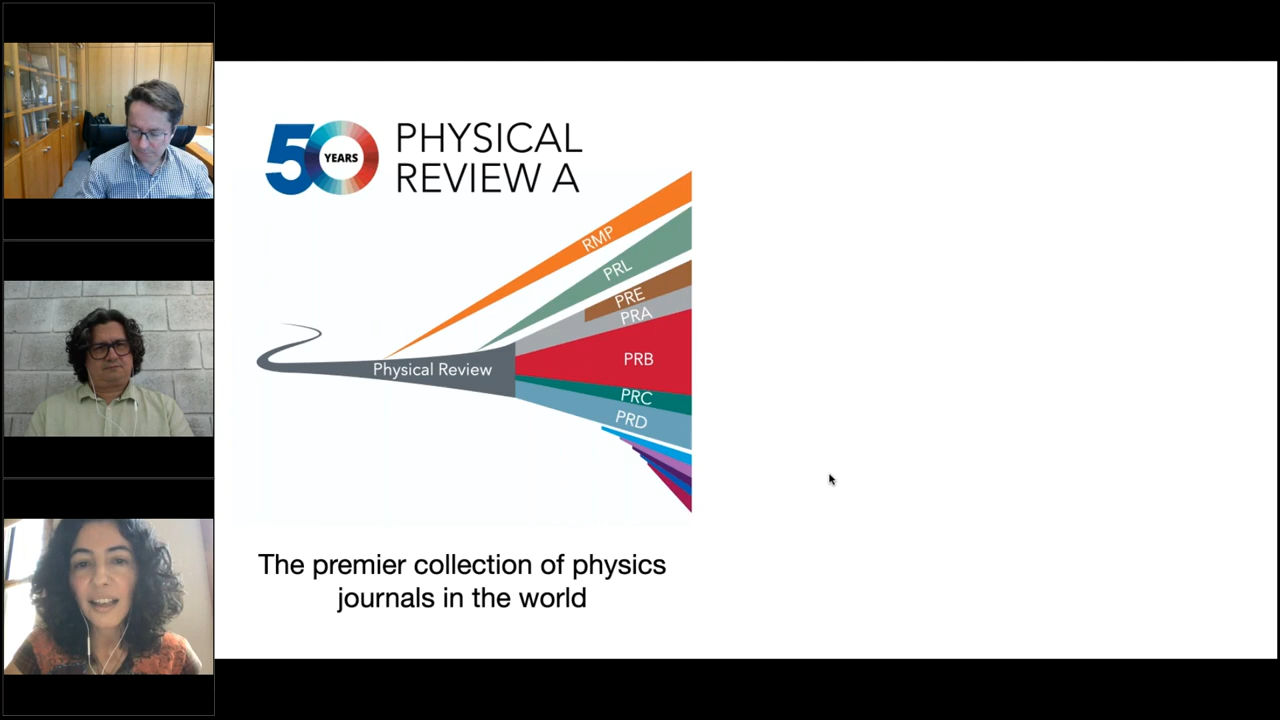 50
YEARS
PHYSICAL
REVIEW A
RMP
PRL
PRE
PRA
Physical Review
PRB
PRC
PRD
The premier collection of physics
journals in the world